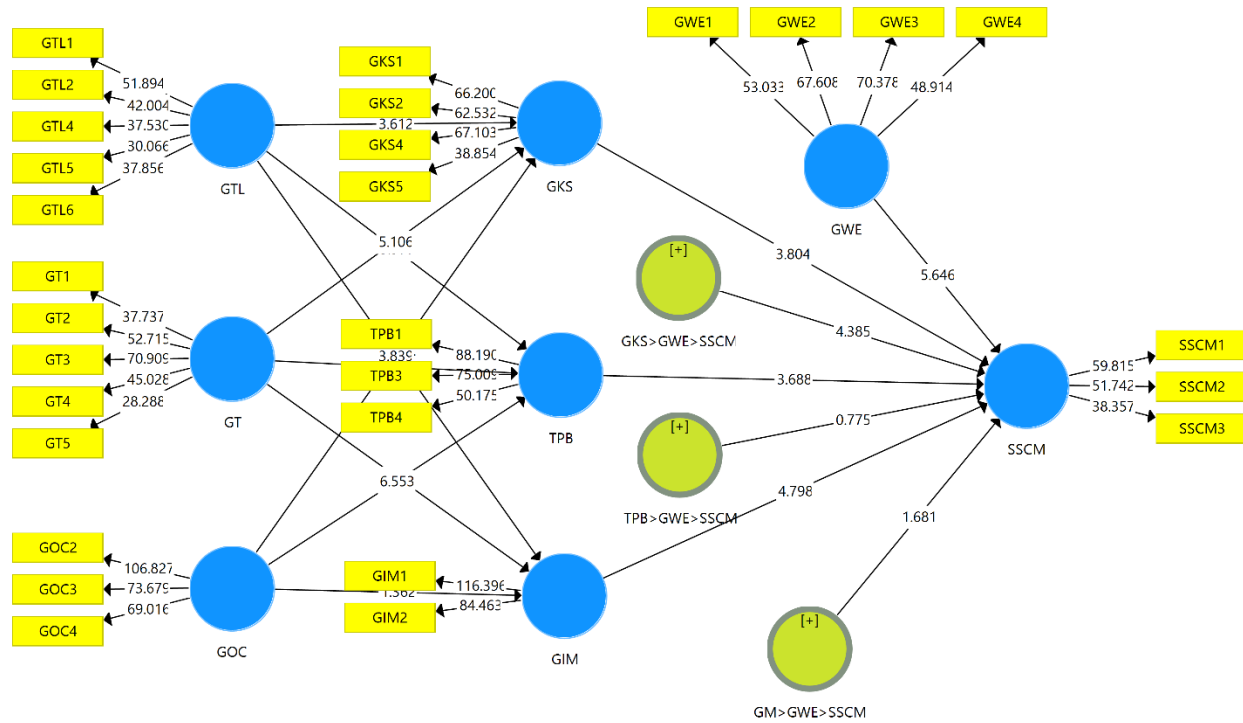 GWE1
GWE2
GWE3
GWE4
GTL1
GTL2
GTL4
GTL5
GTL6
51.894
42.004
37.530
30.066
37.856
GTL
GKS1
GKS2
GKS4
GKS5
66.200
62.532
67.103
38.854
3.612
GKS
53.033
67.608
70.378
48.914
GWE
5.106
3.804
5.646
[+]
GKS>GWE>SSCM
4.385
GT1
GT2
GT3
GT4
GT5
37.737
52.715
70.909
45.028
28.288
GT
TPB1
TPB3
TPB4
88.190
75.009
50.175
TPB
3.688
SSCM1
SSCM2
SSCM3
59.815
51.742
38.357
SSCM
[+]
TPB>GWE>SSCM
0.775
6.553
4.798
1.681
GOC2
GOC3
GOC4
106.827
73.679
69.016
GOC
GIM1
GIM2
116.396
84.463
GIM
[+]
GM>GWE>SSCM